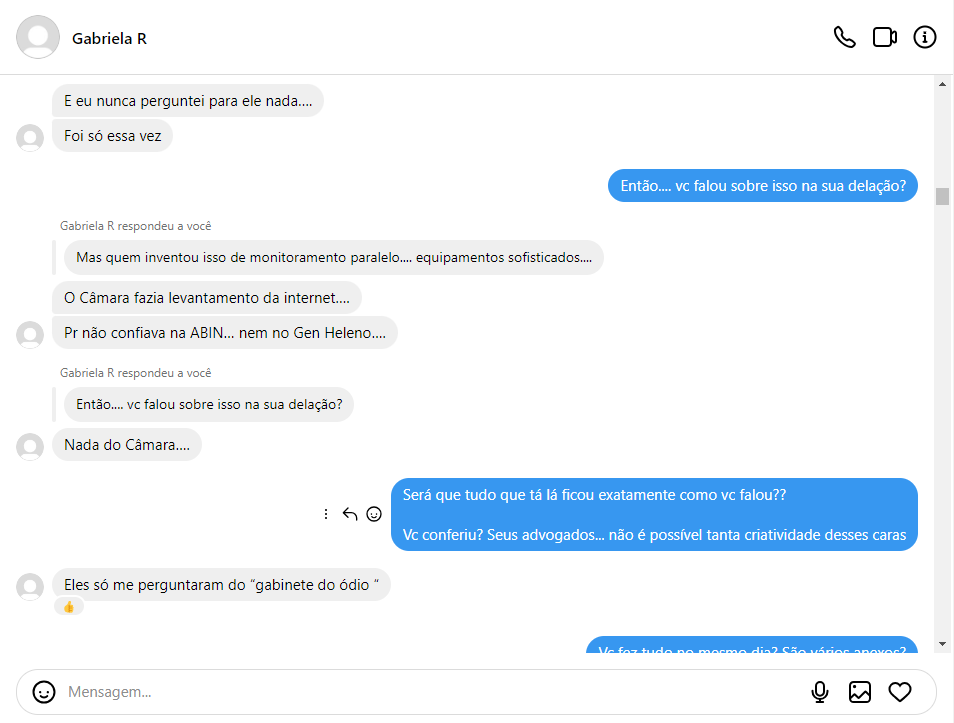 Gabriela R
E eu nunca perguntei para ele nada....
Foi só essa vez
Então.... vc falou sobre isso na sua delação?
Gabriela R respondeu a você
Mas quem inventou isso de monitoramento paralelo.... equipamentos sofisticados....
O Câmara fazia levantamento da internet....
Pr não confiava na ABIN... nem no Gen Heleno....
Gabriela R respondeu a você
Então.... vc falou sobre isso na sua delação?
Nada do Câmara....
Será que tudo que tá lá ficou exatamente como vc falou??
Vc conferiu? Seus advogados... não é possível tanta criatividade desses caras
Eles só me perguntaram do “gabinete do ódio “
Vc fez tudo no mesmo dia? São vários anexos?
Mensagem...